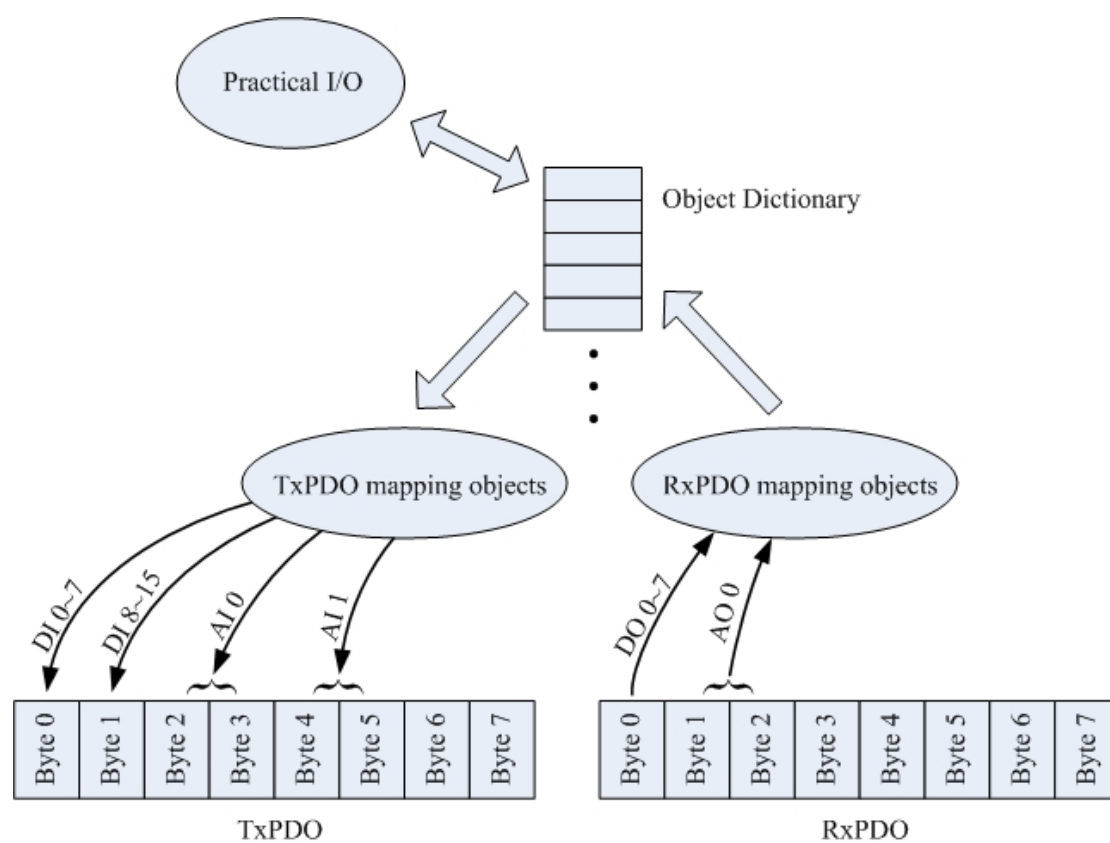 Practical I/O
Object Dictionary
TxPDO mapping objects
RxPDO mapping objects
DI 0~7
DI 8~15
AI 0
AI 1
DO 0~7
AO 0
Byte 0
Byte 1
Byte 2
Byte 3
Byte 4
Byte 5
Byte 6
Byte 7
Byte 0
Byte 1
Byte 2
Byte 3
Byte 4
Byte 5
Byte 6
Byte 7
TxPDO
RxPDO